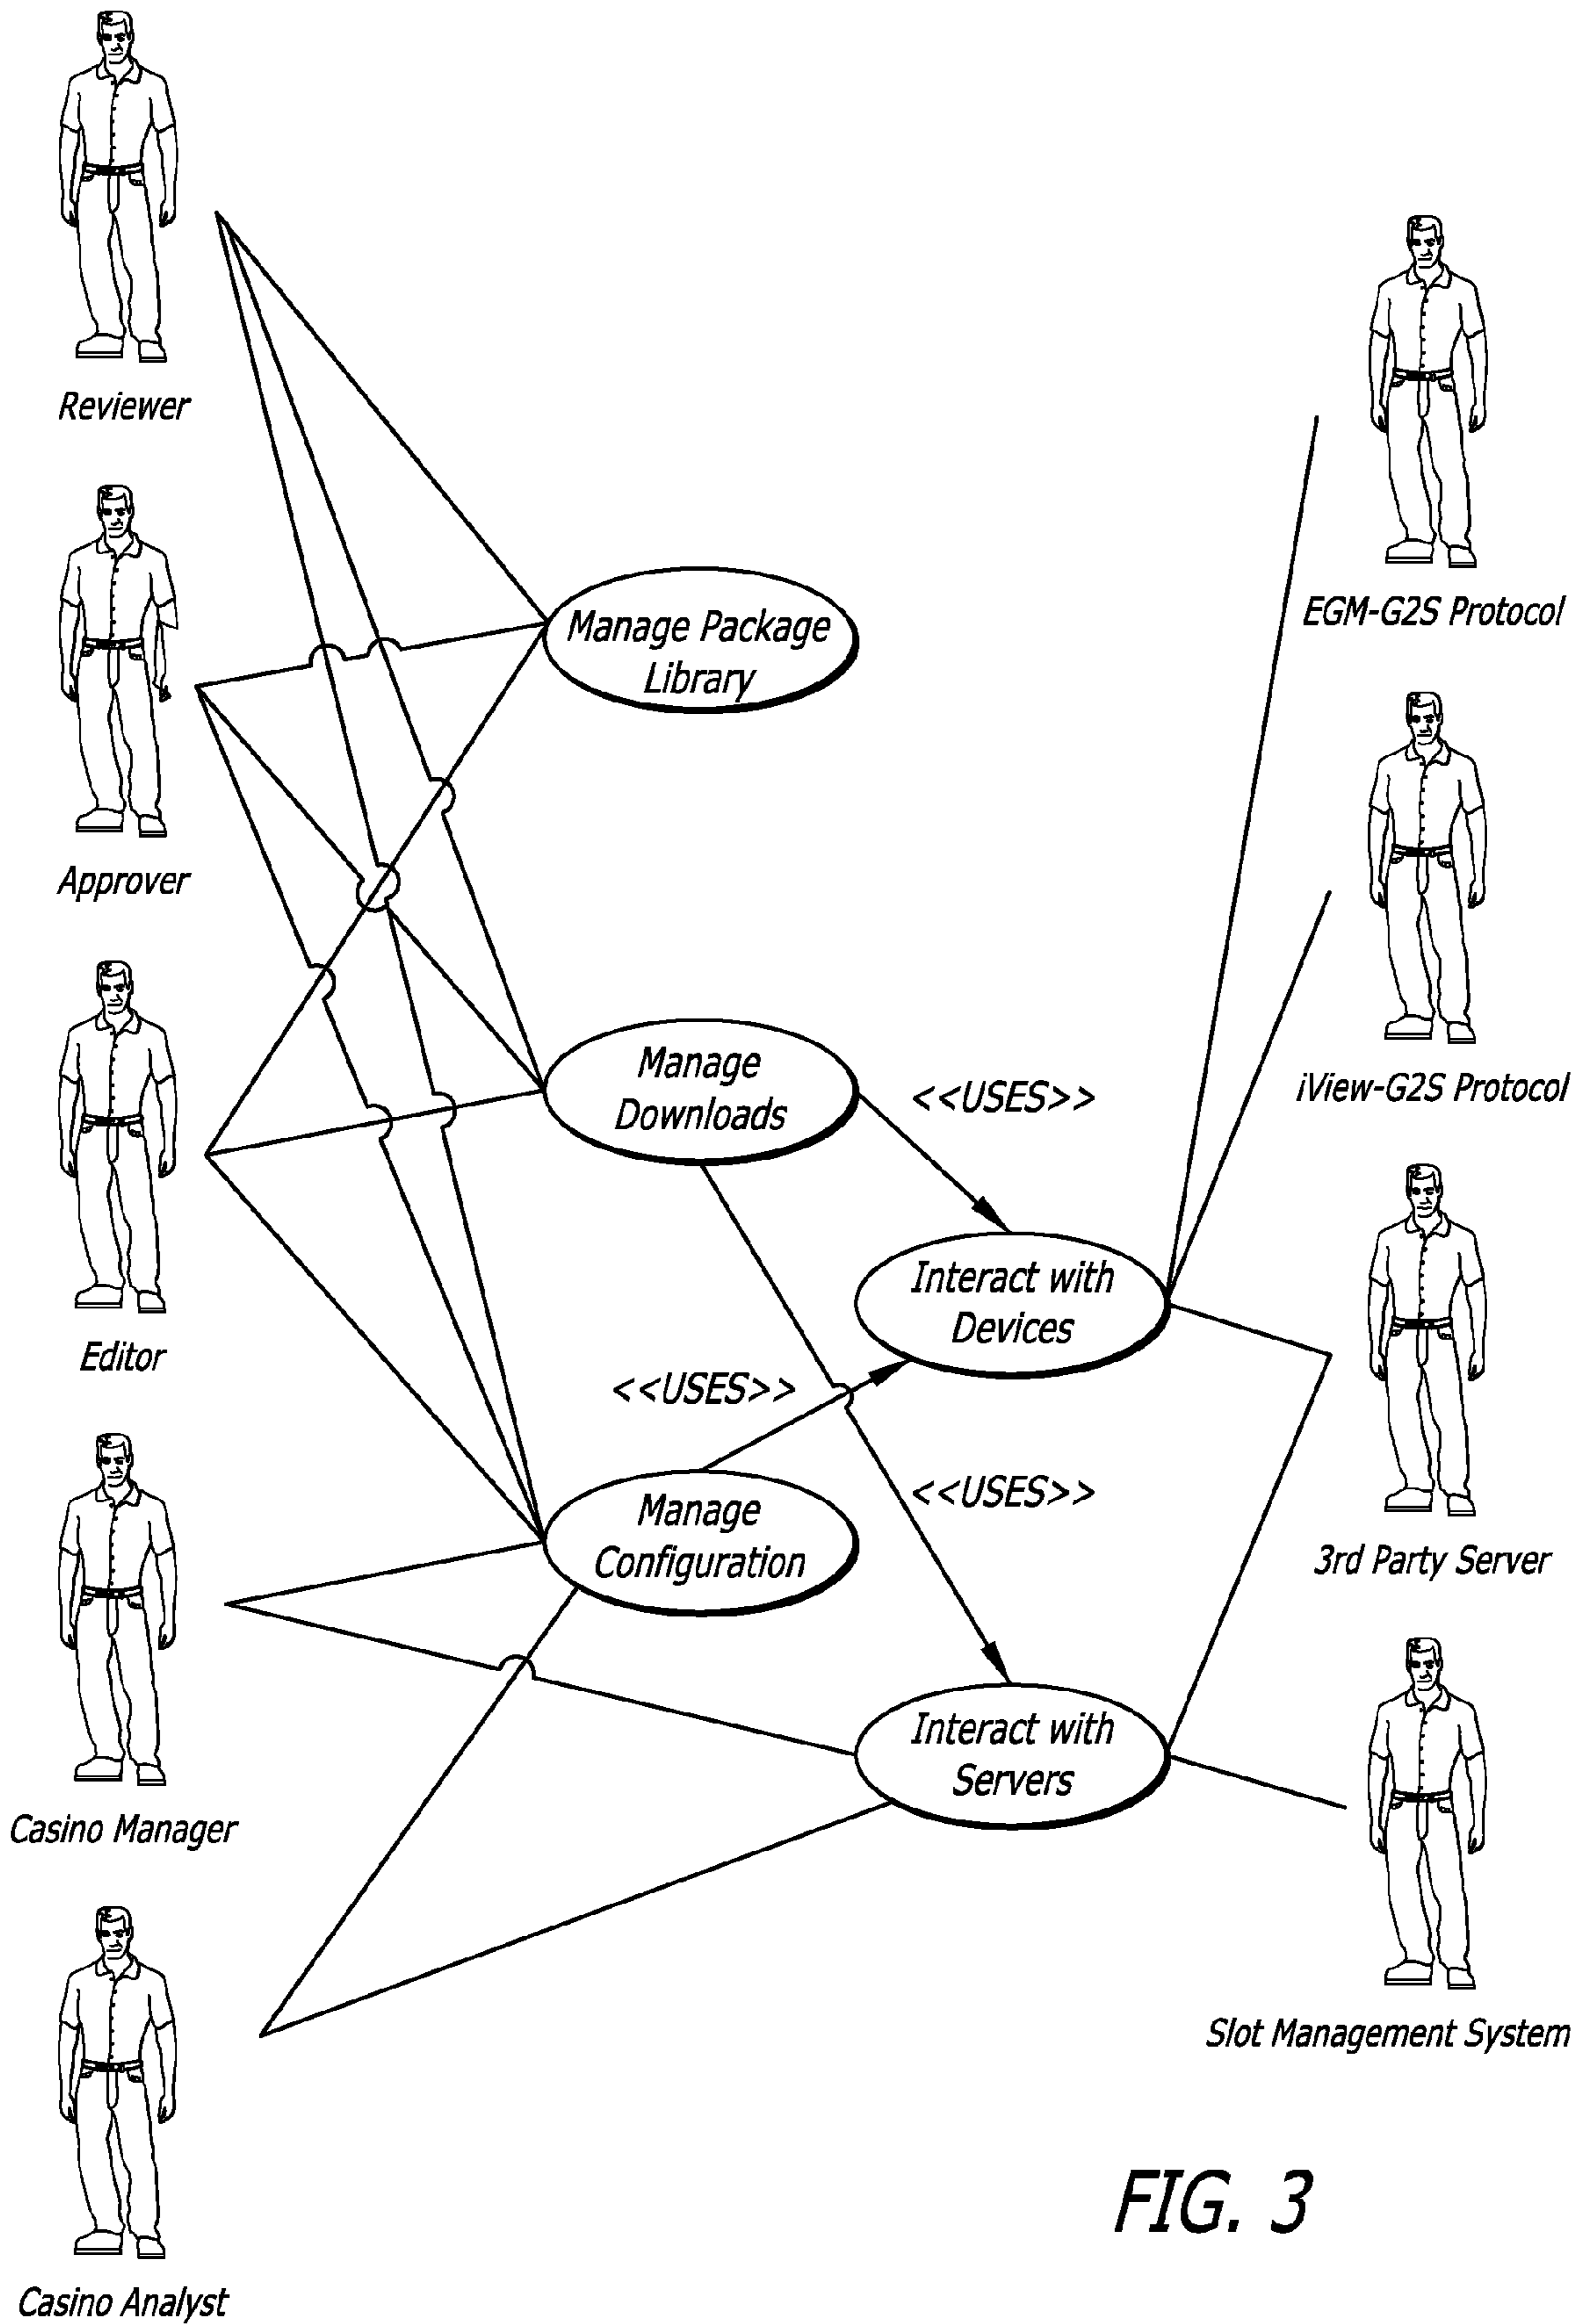 Reviewer
EGM-G2S Protocol
Manage Package
Library
Approver
iView-G2S Protocol
Manage
Downloads
<<USES>>
Interact with
Devices
Editor
<<USES>>
<<USES>>
Manage
Configuration
3rd Party Server
Interact with
Servers
Casino Manager
Slot Management System
FIG. 3
Casino Analyst